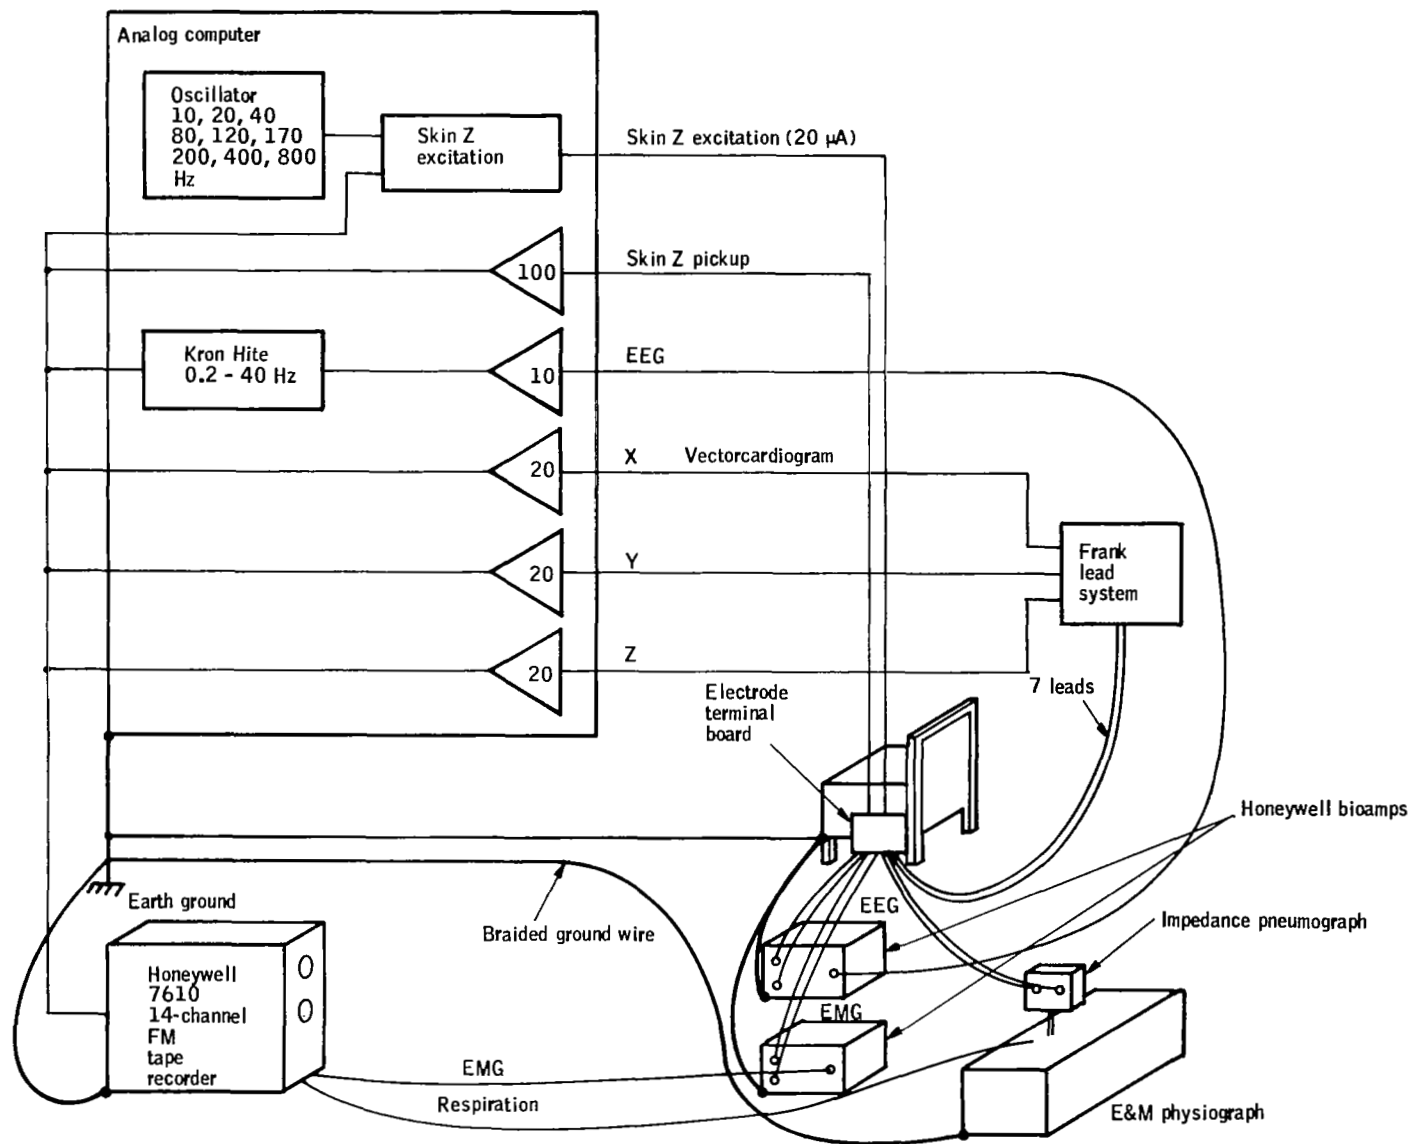 Analog computer
Oscillator
10, 20, 40
80, 120, 170
200, 400, 800
Hz
Skin Z
excitation
Skin Z excitation (20 μA)
100
Skin Z pickup
Kron Hite
0.2 - 40 Hz
10
EEG
20
X
Vectorcardiogram
20
Y
Frank
lead
system
20
Z
7 leads
Electrode
terminal
board
Honeywell bioamps
Earth ground
Braided ground wire
EEG
Impedance pneumograph
Honeywell
7610
14-channel
FM
tape
recorder
EMG
EMG
Respiration
E&M physiograph